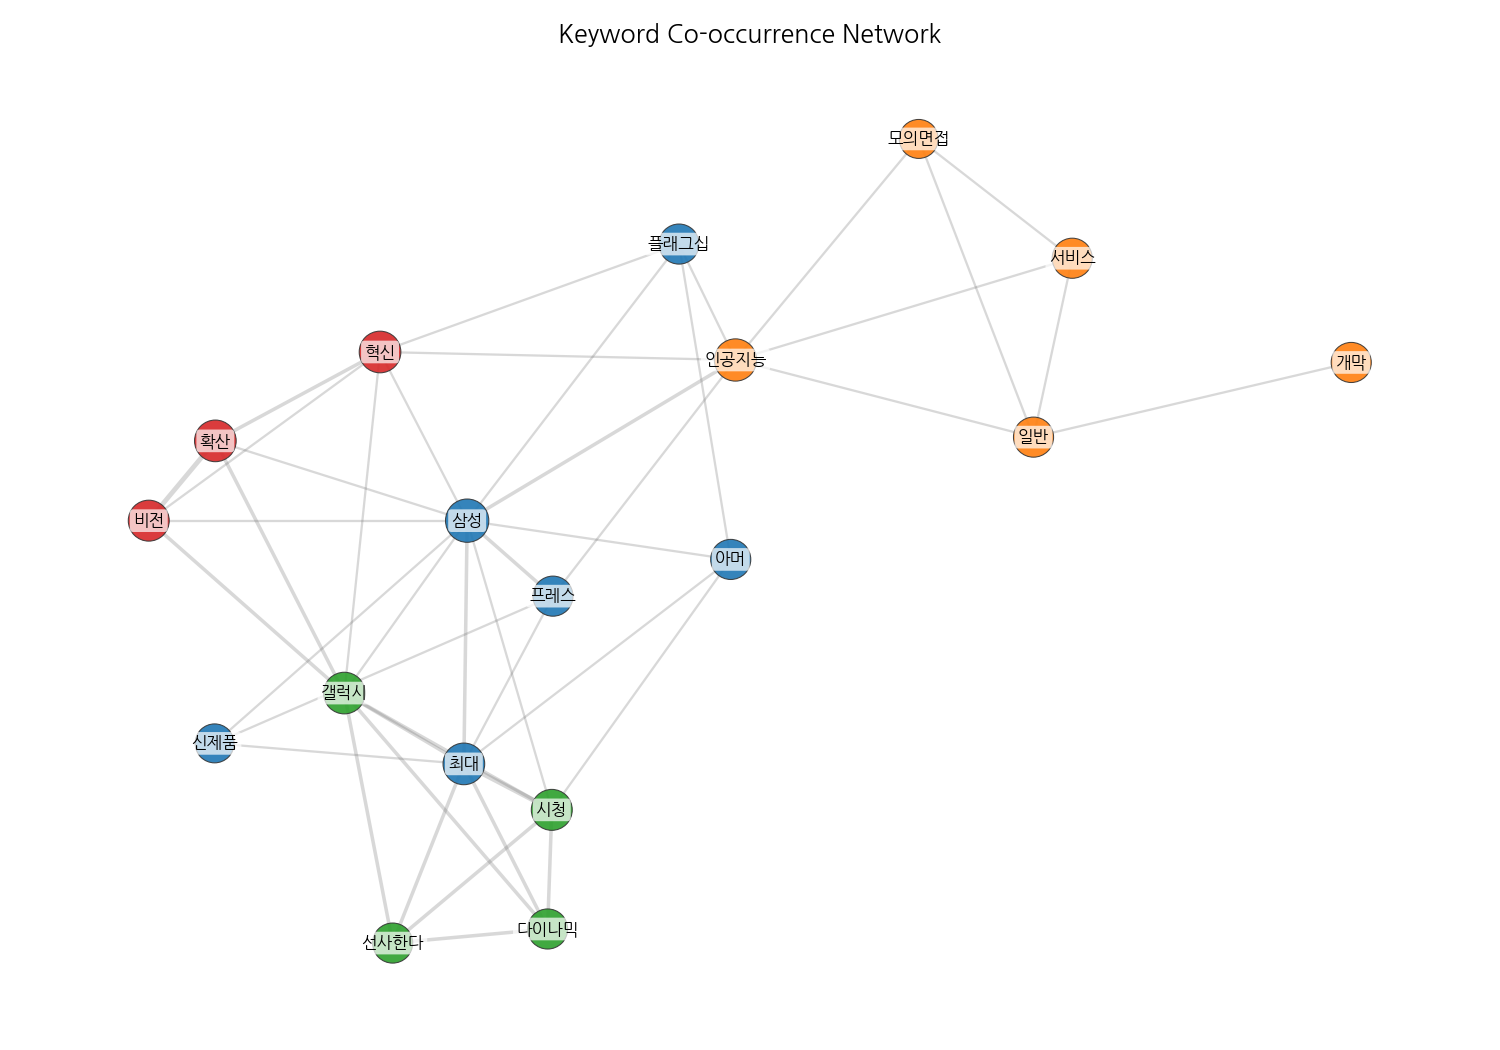 Keyword Co-occurrence Network
모의면접
플래그십
서비스
혁신
인공지능
개막
확산
일반
비전
삼성
아머
프레스
갤럭시
신제품
최대
시청
다이나믹
선사한다